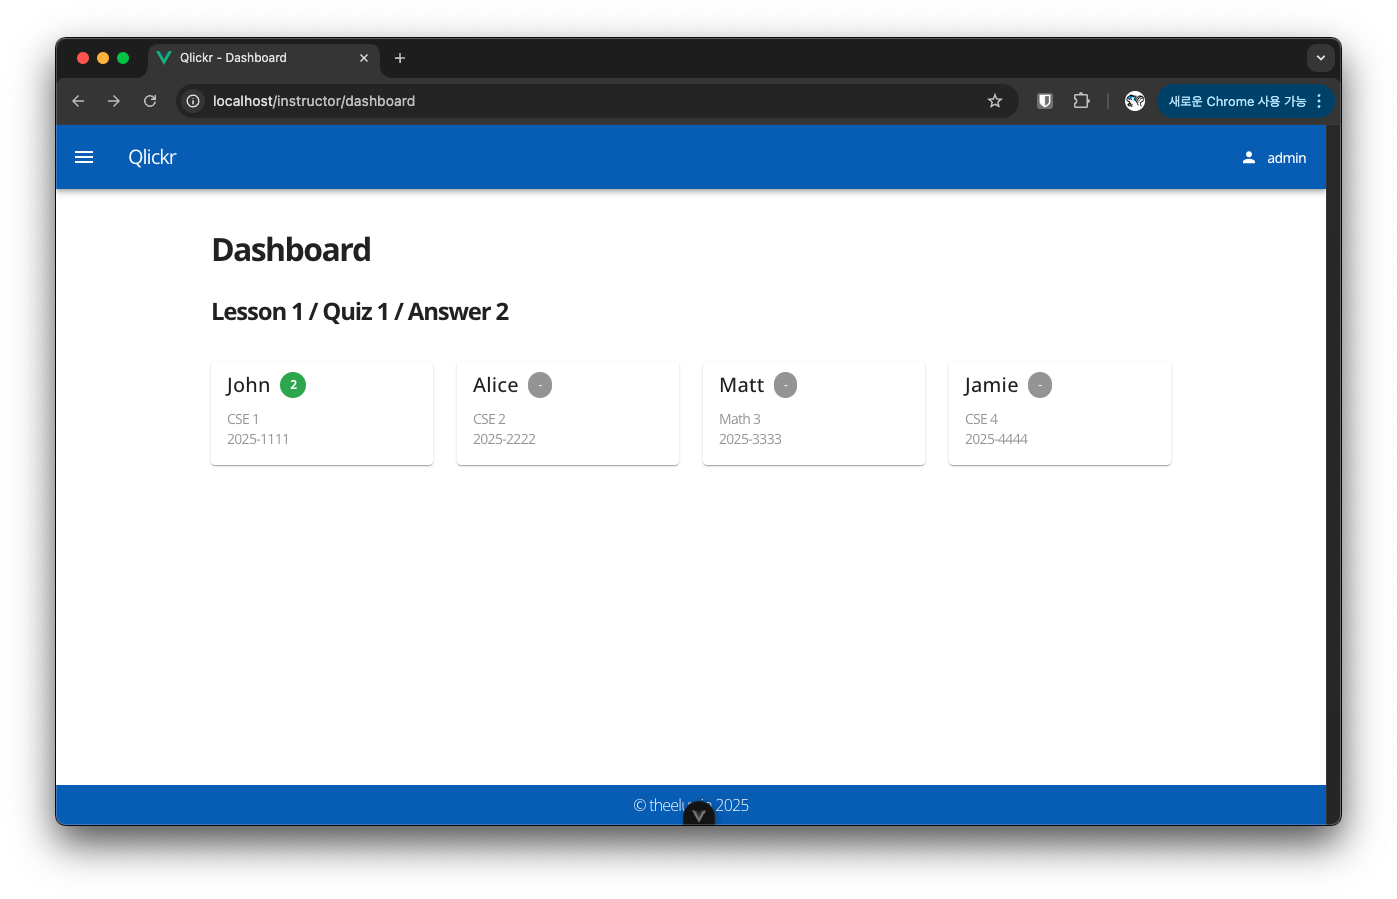 Qlickr - Dashboard
localhost/instructor/dashboard
새로운 Chrome 사용 가능
Qlickr
admin
Dashboard
Lesson 1 / Quiz 1 / Answer 2
John 2
CSE 1
2025-1111
Alice -
CSE 2
2025-2222
Matt -
Math 3
2025-3333
Jamie -
CSE 4
2025-4444
© 2025